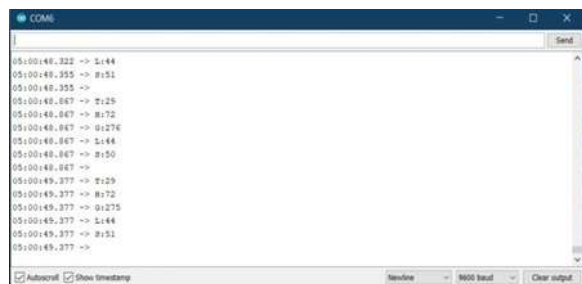 COM6
Send
05:00:48.322 -> L:44
05:00:48.355 -> S:51
05:00:48.355 ->
05:00:48.867 -> T:29
05:00:48.867 -> H:72
05:00:48.867 -> G:276
05:00:48.867 -> L:44
05:00:48.867 -> S:50
05:00:48.867 ->
05:00:49.377 -> T:29
05:00:49.377 -> H:72
05:00:49.377 -> G:275
05:00:49.377 -> L:44
05:00:49.377 -> S:51
05:00:49.377 ->
Autoscroll Show timestamp Newline 9600 baud Clear output